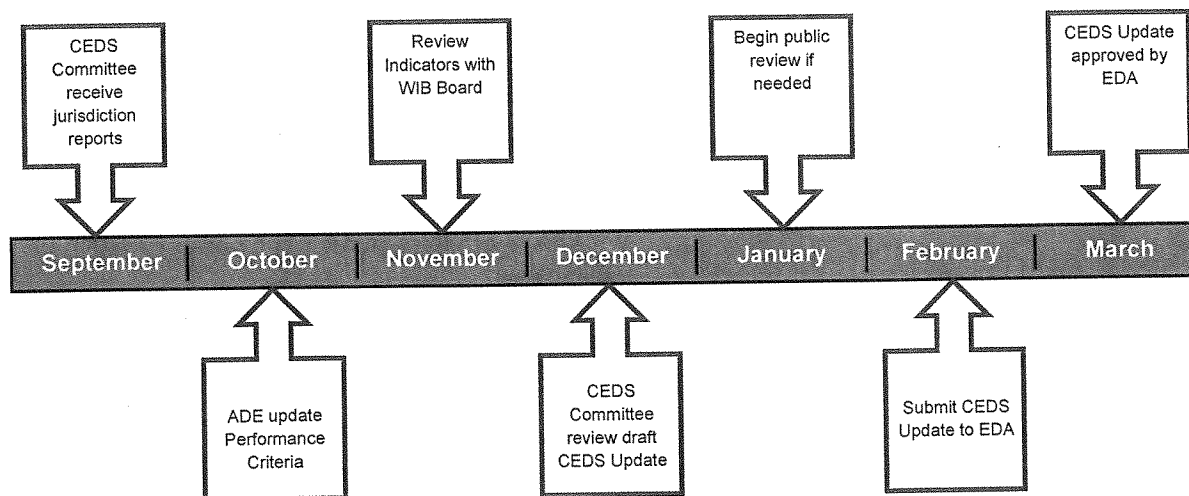 CEDS
Committee
receive
jurisdiction
reports
Review
Indicators with
WIB Board
Begin public
review if
needed
CEDS Update
approved by
EDA
September October November December January February March
ADE update
Performance
Criteria
CEDS
Committee
review draft
CEDS Update
Submit CEDS
Update to EDA